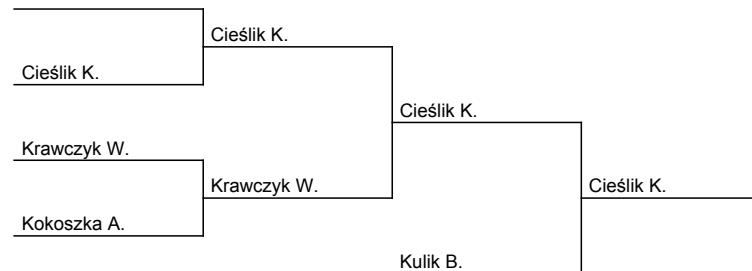 Cieślik K.
Cieślik K.
Cieślik K.
Krawczyk W.
Krawczyk W.
Cieślik K.
Kokoszka A.
Kulik B.